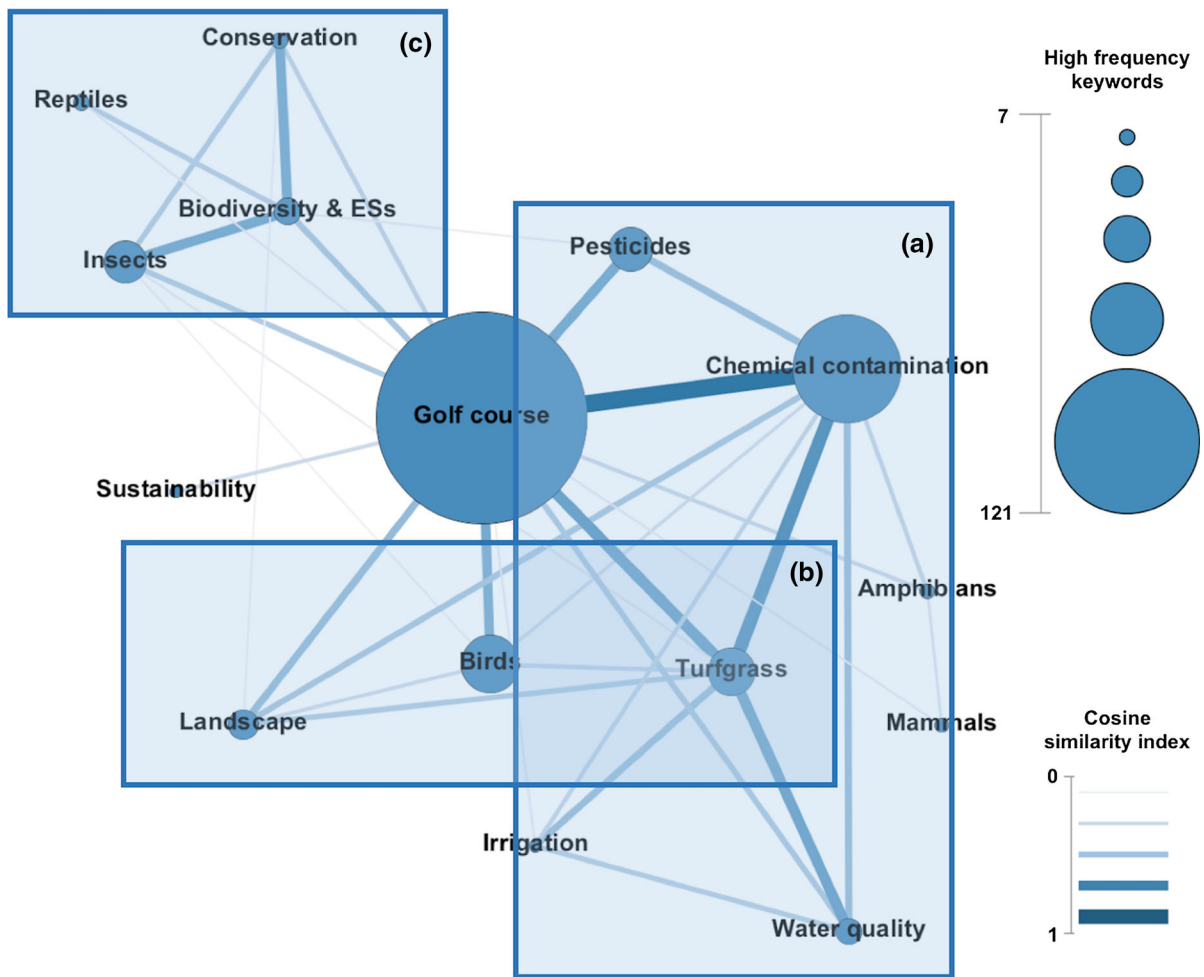 Conservation
(c)
Reptiles
Biodiversity & ESs
Insects
High frequency
keywords
7
121
Pesticides
(a)
Chemical contamination
Golf course
Sustainability
(b)
Amphibians
Birds
Turfgrass
Landscape
Mammals
Irrigation
Water quality
Cosine
similarity index
0
1